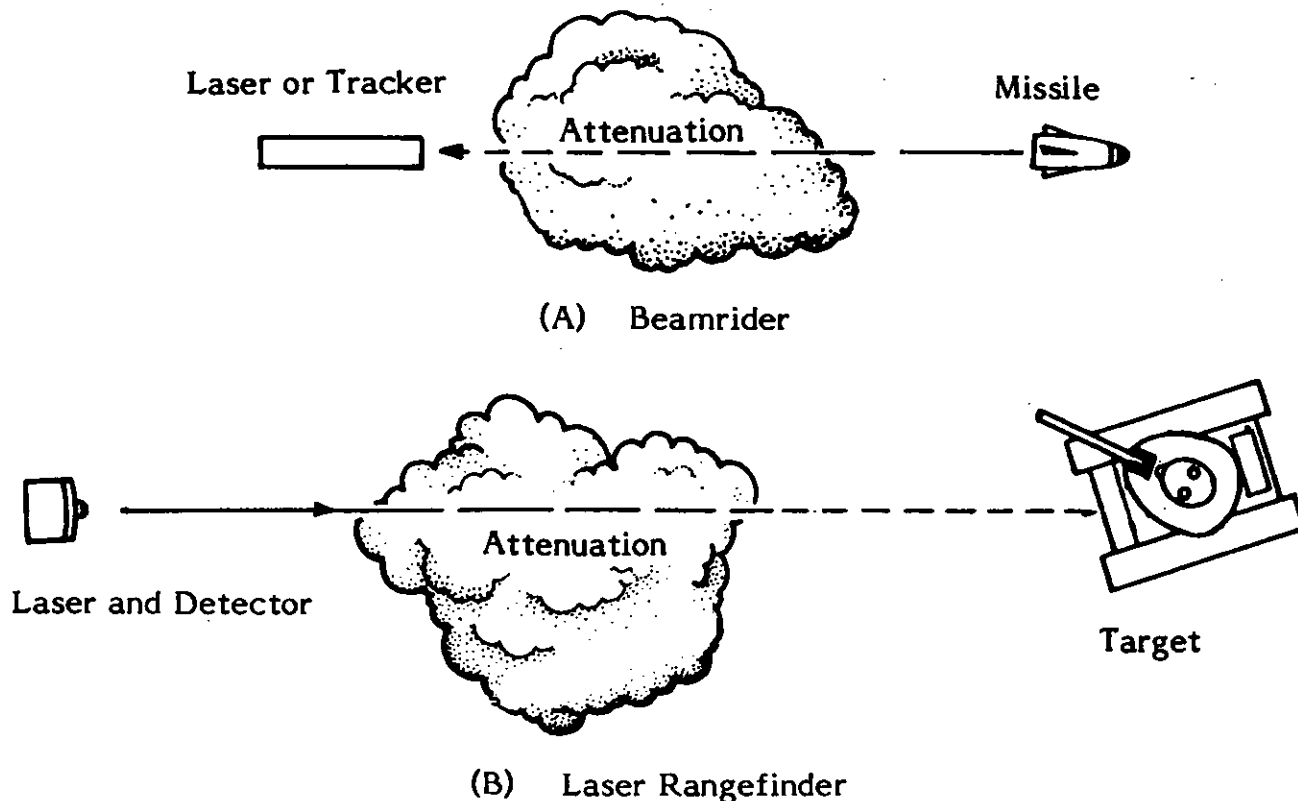 Laser or Tracker
Missile
Attenuation
(A) Beamrider
Attenuation
Laser and Detector
Target
(B) Laser Rangefinder